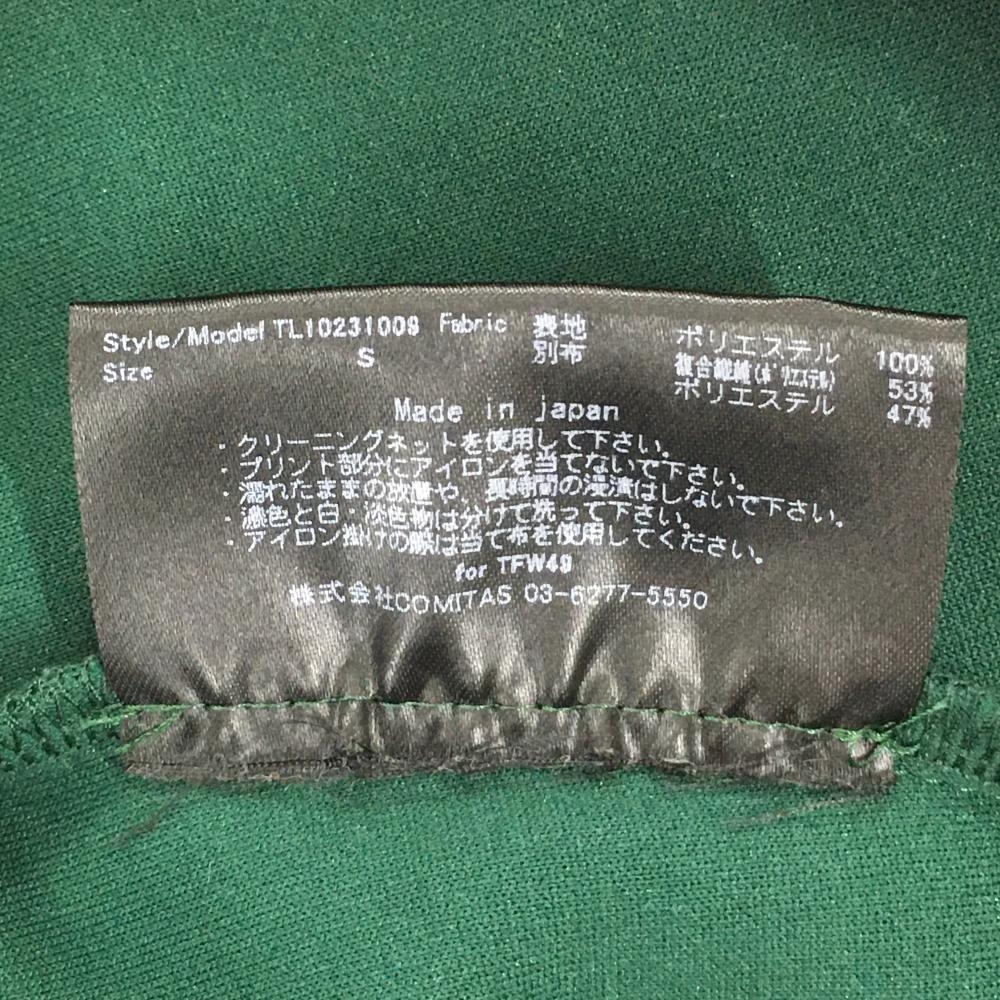 Style/Model TL10231009 Fabric 表地 ポリエステル 100%
Size S 別布 複合繊維(ポリエステル) 53%
ポリエステル 47%
Made in japan
・クリーニングネットを使用して下さい。
・プリント部分にアイロンを当てないで下さい。
・濡れたままの放置や、長時間の浸漬はしないで下さい。
・濃色と白・淡色物は分けて洗って下さい。
・アイロン掛けの際は当て布を使用してください。
for TFW49
株式会社COMITAS 03-6277-5550